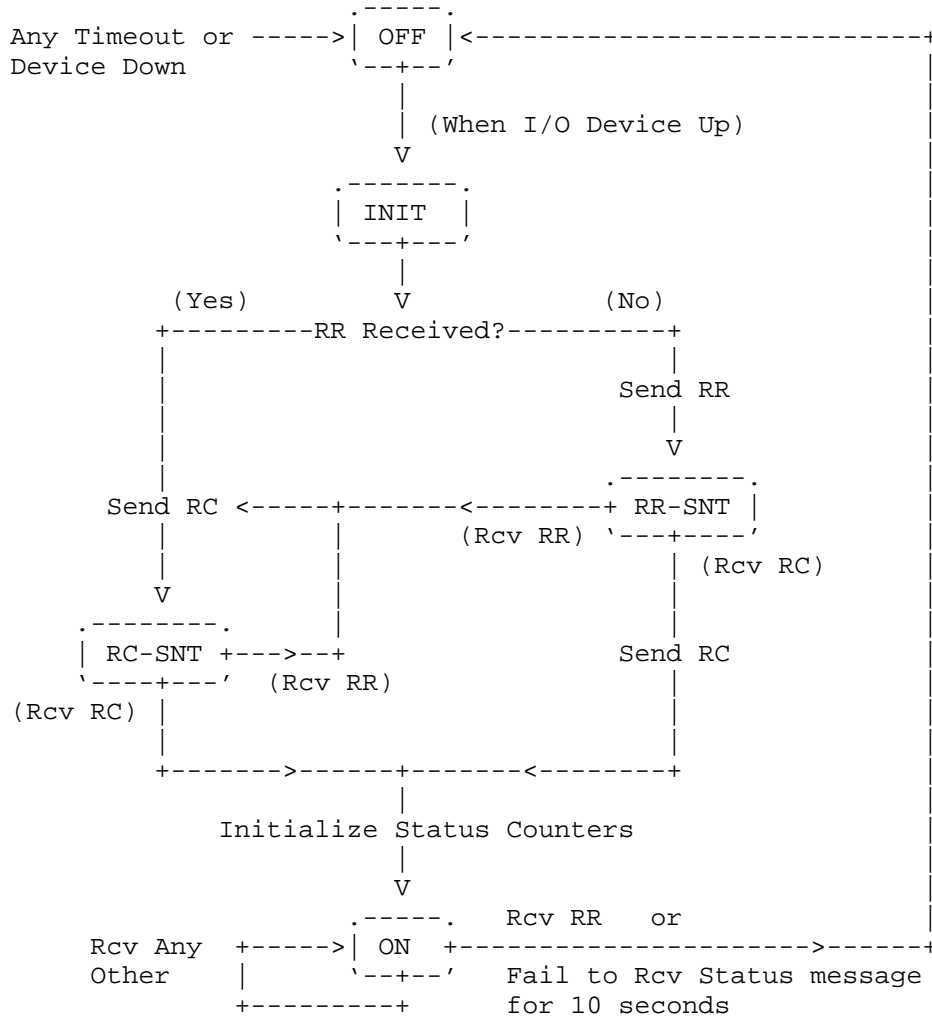 Any Timeout or OFF
Device Down
(When I/O Device Up)
INIT
(Yes) (No)
RR Received?
Send RR
Send RC RR-SNT
(Rcv RR)
(Rcv RC)
RC-SNT Send RC
(Rcv RR)
(Rcv RC)
Initialize Status Counters
Rcv RR or
Rcv Any ON
Other Fail to Rcv Status message
for 10 seconds